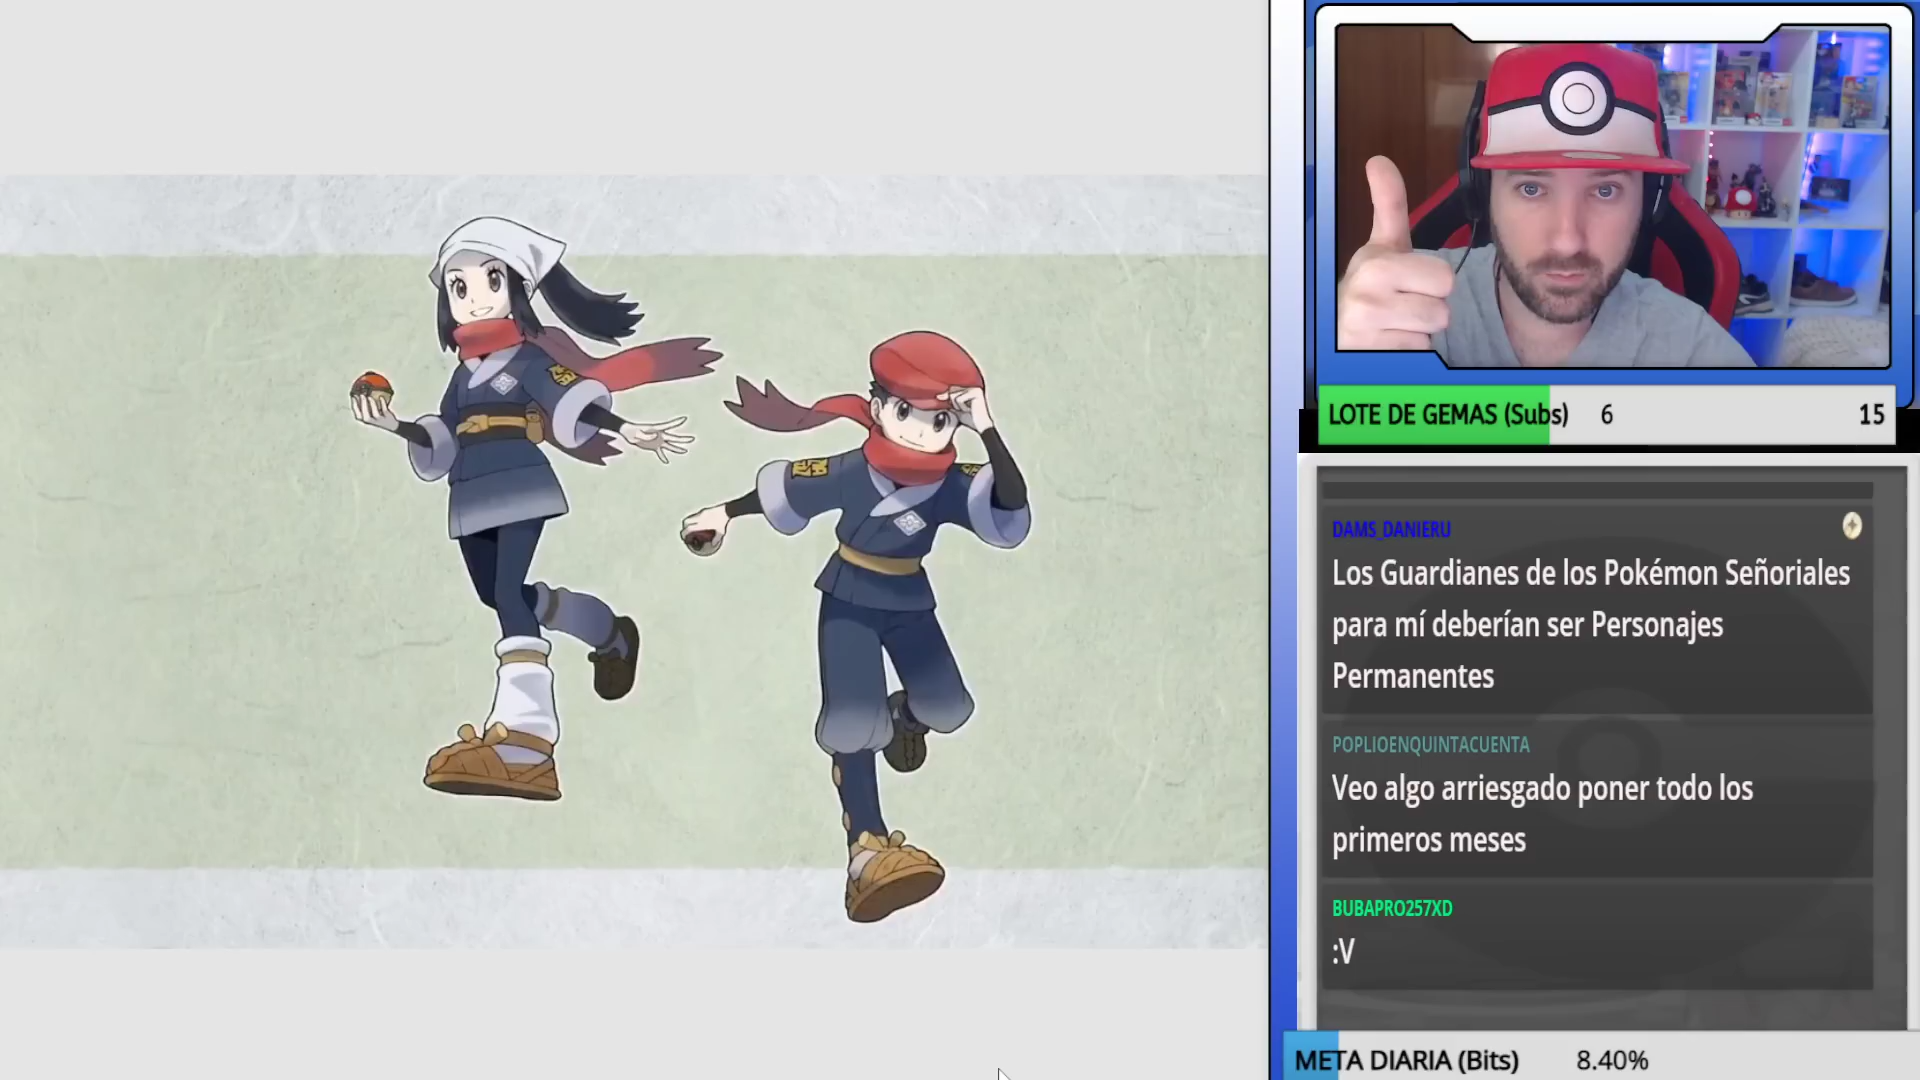 LOTE DE GEMAS (Subs) 6 15
DAMS_DANIERU
Los Guardianes de los Pokémon Señoriales
para mí deberían ser Personajes
Permanentes
POPLIOENQUINTACUENTA
Veo algo arriesgado poner todo los
primeros meses
BUBAPRO257XD
:V
META DIARIA (Bits) 8.40%